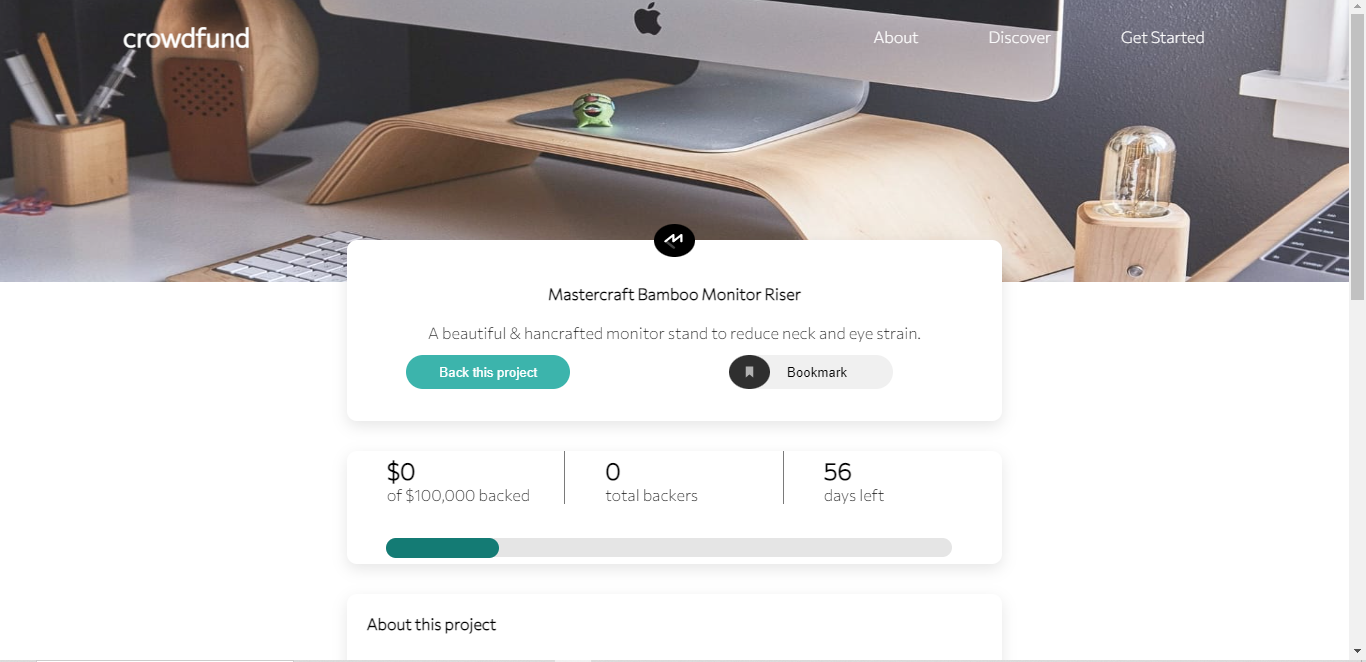 crowdfund
About
Discover
Get Started
Mastercraft Bamboo Monitor Riser
A beautiful & hancrafted monitor stand to reduce neck and eye strain.
Back this project
Bookmark
$0
of $100,000 backed
0
total backers
56
days left
About this project